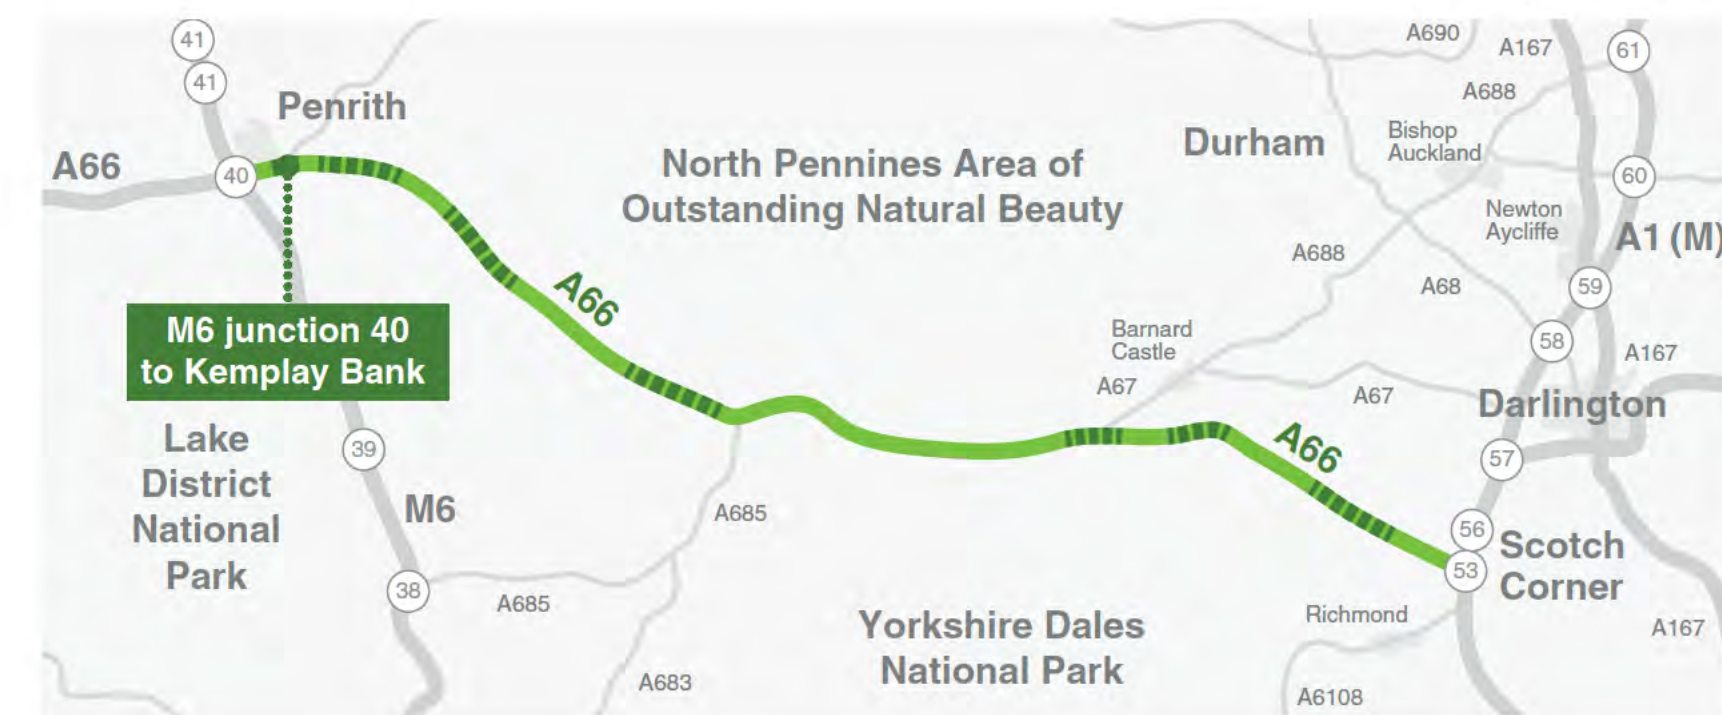 41
41
Penrith
A66
40
M6 junction 40
to Kemplay Bank
Lake
District
National
Park
39
M6
38
A685
A685
A683
North Pennines Area of
Outstanding Natural Beauty
A66
Yorkshire Dales
National Park
Durham
A690
A167
61
A688
Bishop
Auckland
60
Newton
Aycliffe
A1 (M)
A688
A68
59
58
A167
Barnard
Castle
A67
A67
Darlington
57
A66
56
53
Scotch
Corner
Richmond
A167
A6108